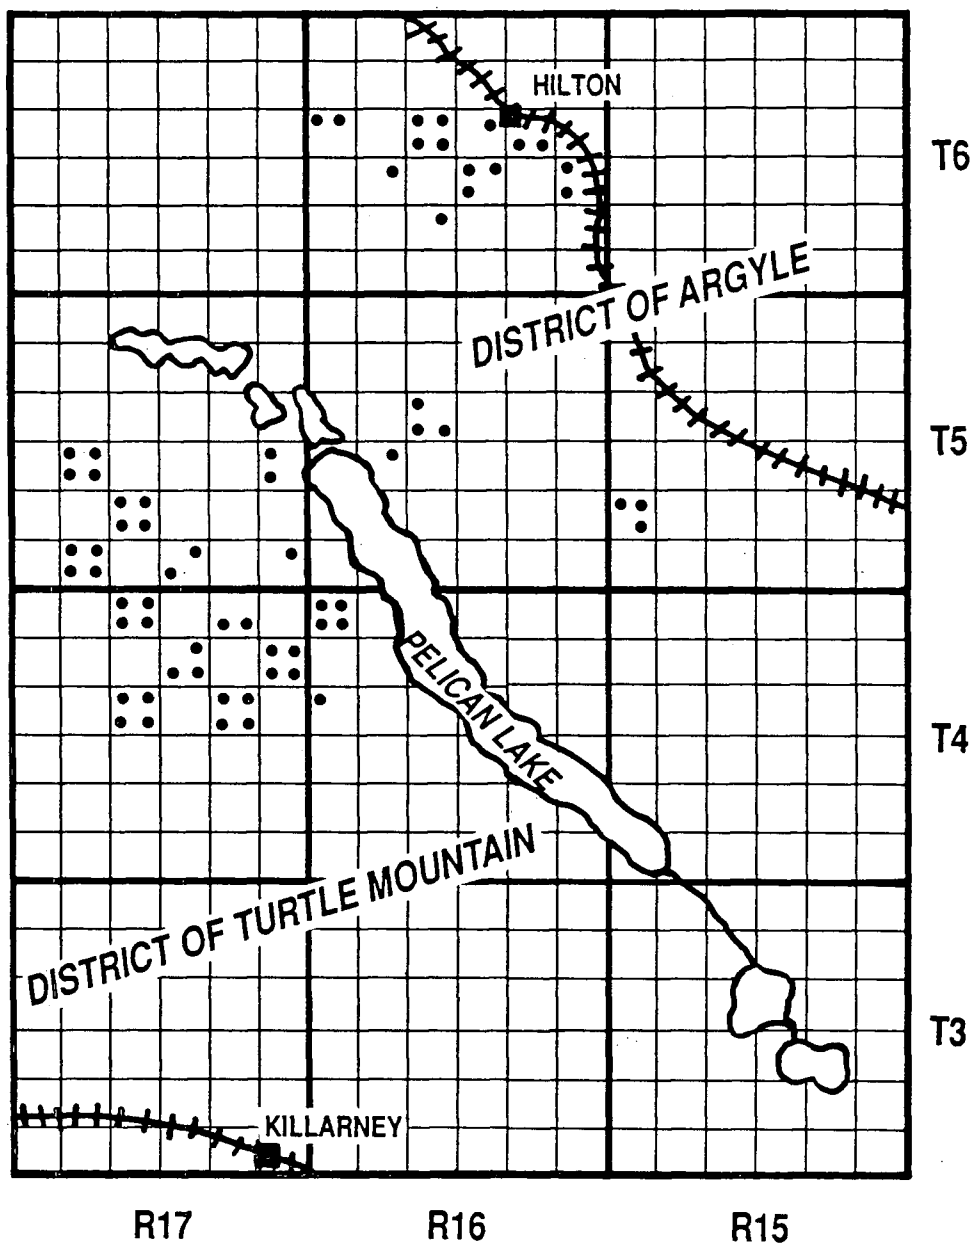 HILTON
T6
DISTRICT OF ARGYLE
T5
PELICAN LAKE
T4
DISTRICT OF TURTLE MOUNTAIN
T3
KILLARNEY
R17 R16 R15